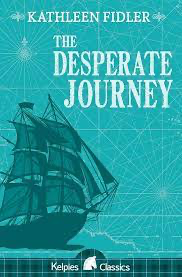 KATHLEEN FIDLER
THE
DESPERATE
JOURNEY
Kelpies Classics